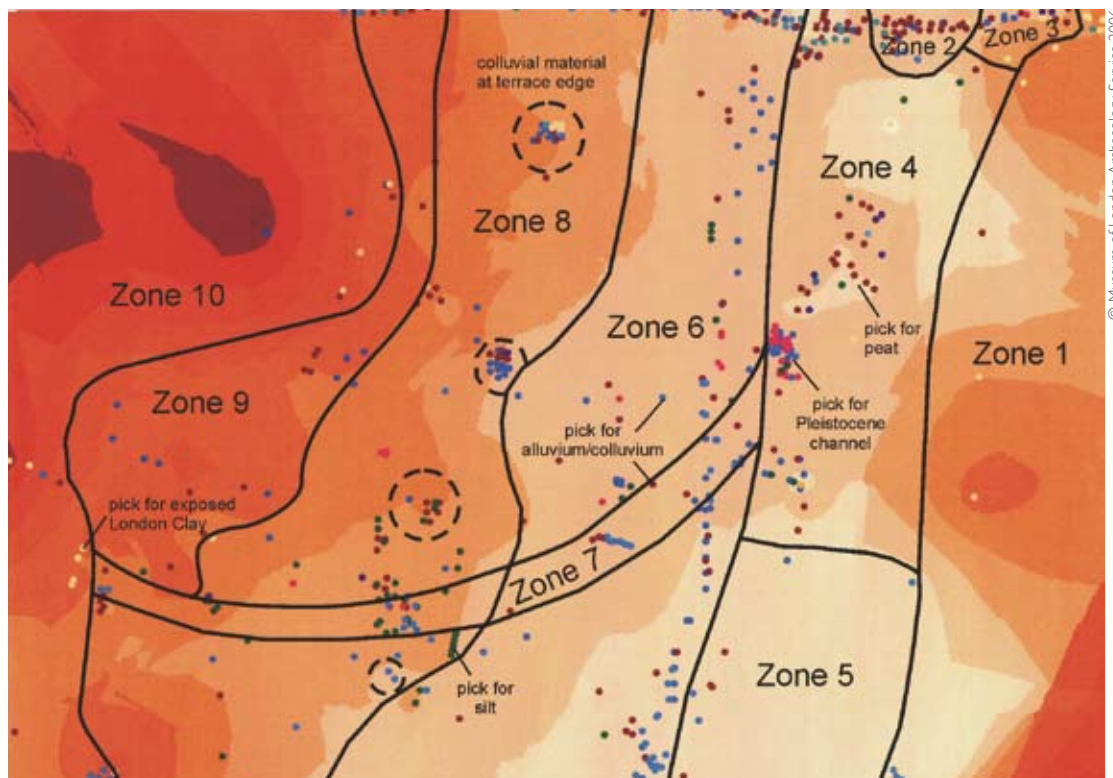 Zone 2
Zone 3
colluvial material
at terrace edge
Zone 4
Zone 8
Zone 10
Zone 6
pick for
peat
Zone 1
Zone 9
pick for
Pleistocene
channel
pick for
alluvium/colluvium
pick for exposed
London Clay
Zone 7
Zone 5
pick for
silt
© Museum of London Archaeology Service 2006